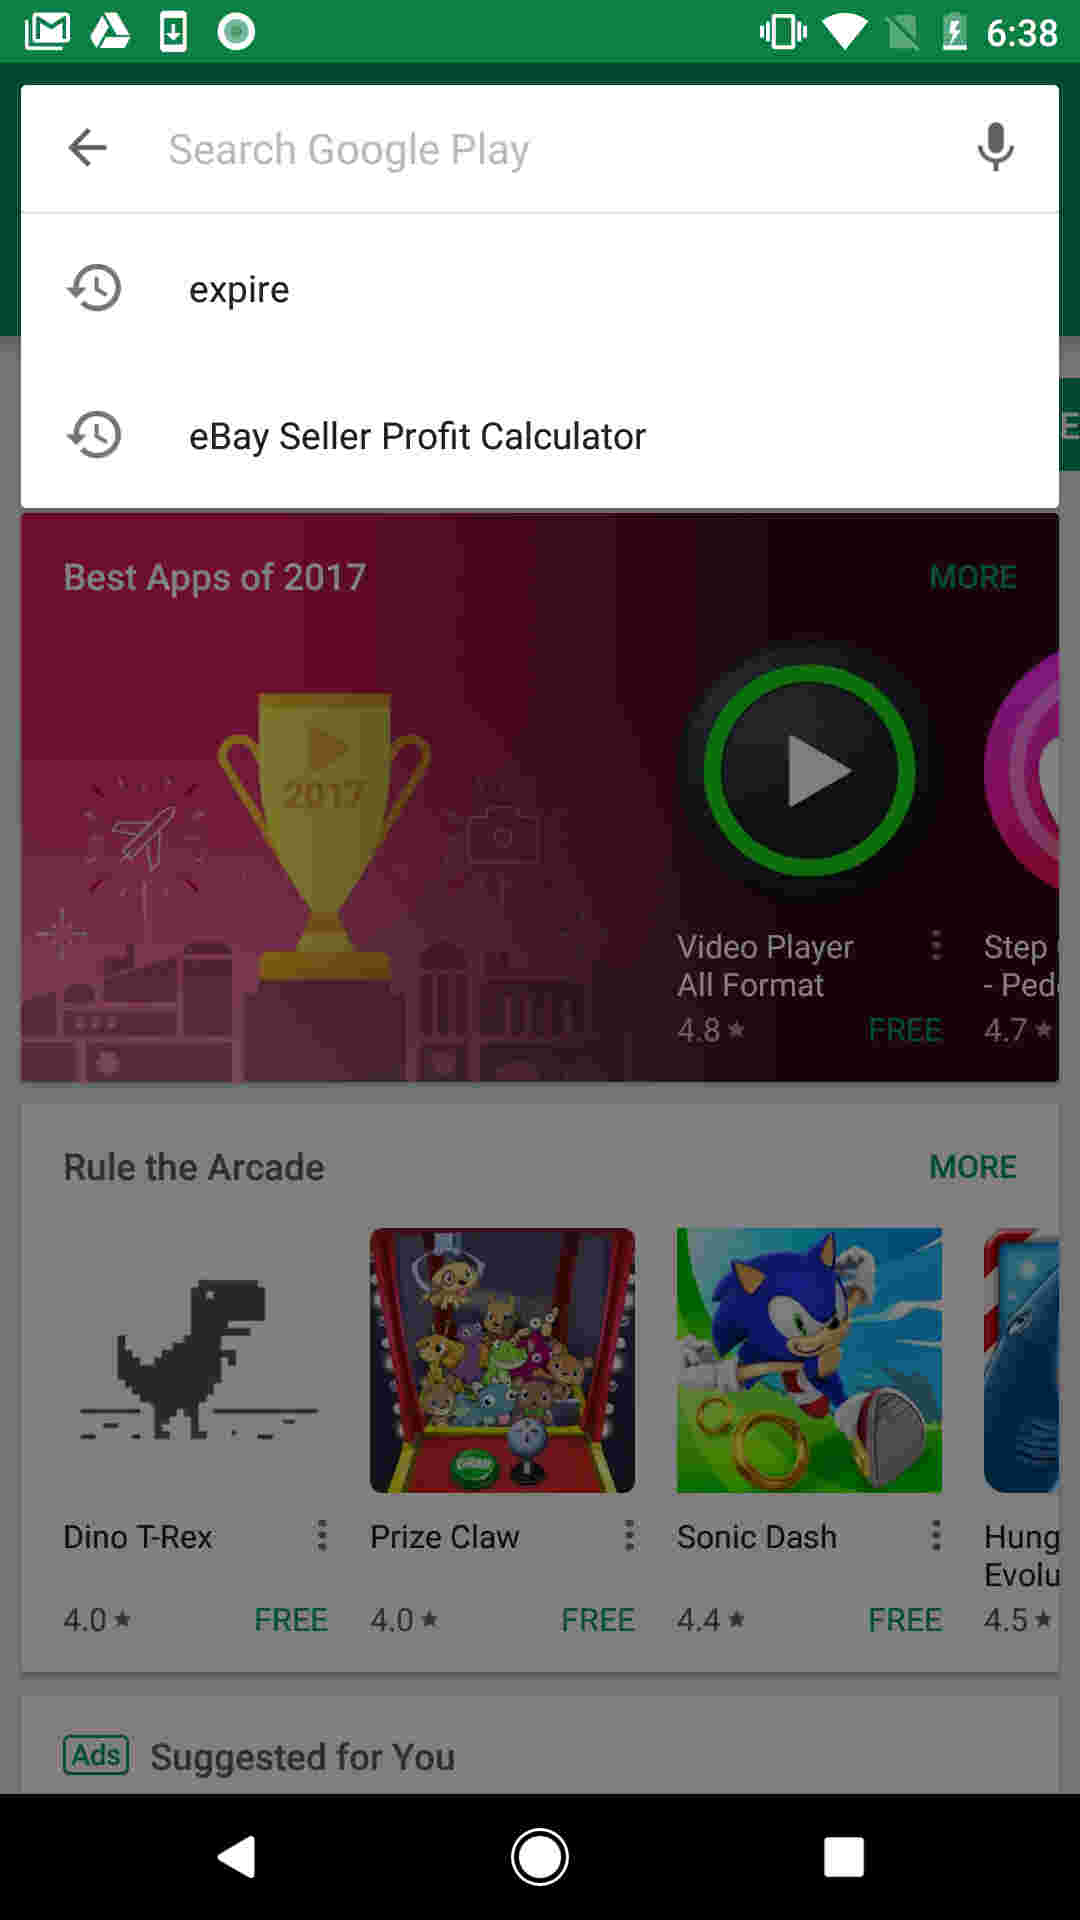 6:38
Search Google Play
expire
eBay Seller Profit Calculator
E
Best Apps of 2017
MORE
2017
Video Player
All Format
4.8
FREE
Step
- Ped
4.7
Rule the Arcade
MORE
Dino T-Rex
4.0
FREE
Prize Claw
4.0
FREE
Sonic Dash
4.4
FREE
Hung
Evolu
4.5
Ads Suggested for You